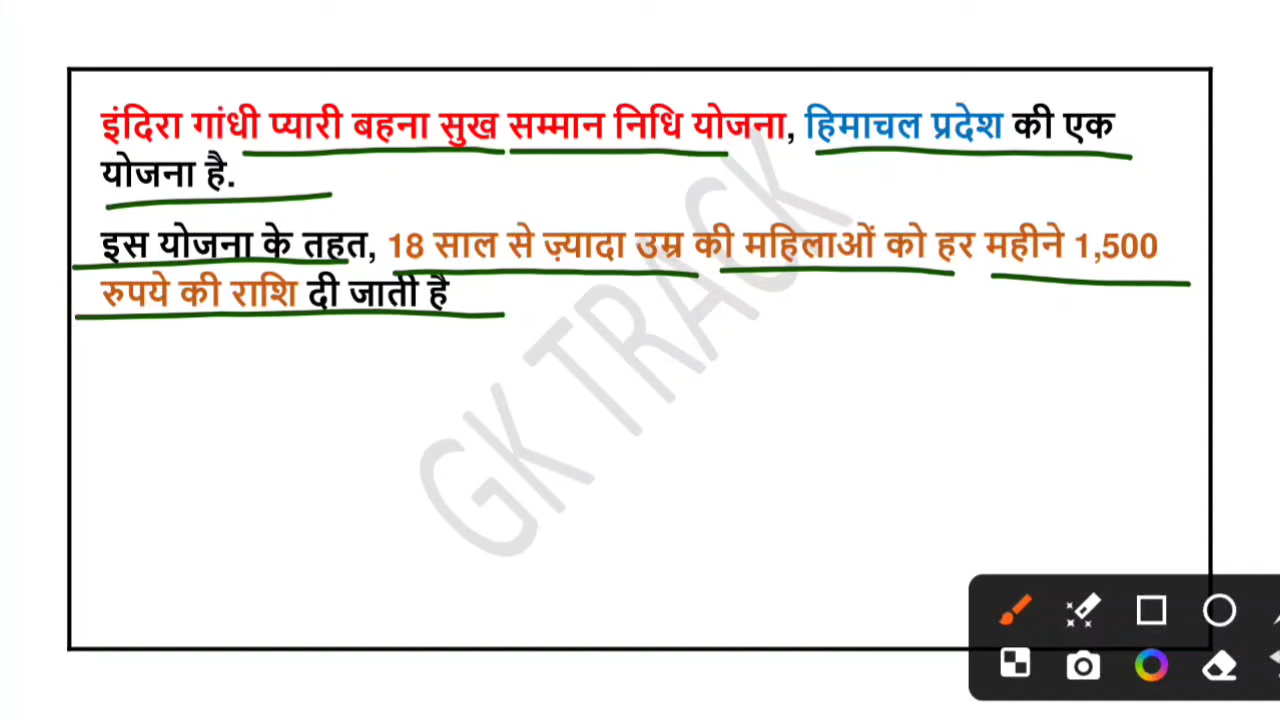 इंदिरा गांधी प्यारी बहना सुख सम्मान निधि योजना, हिमाचल प्रदेश की एक
योजना है.
इस योजना के तहत, 18 साल से ज़्यादा उम्र की महिलाओं को हर महीने 1,500
रुपये की राशि दी जाती है
GK TRACK